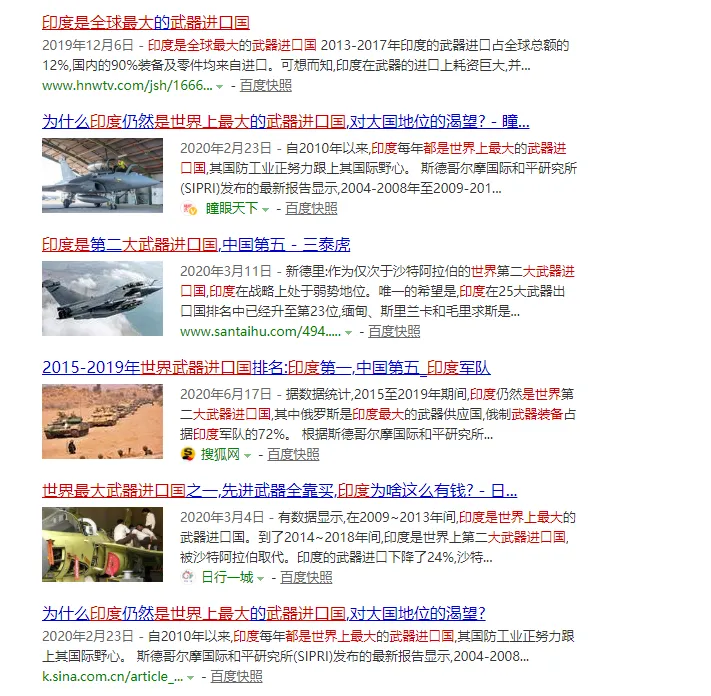 印度是全球最大的武器进口国
2019年12月6日 - 印度是全球最大的武器进口国 2013-2017年印度的武器进口占全球总额的
12%,国内的90%装备及零件均来自进口。可想而知,印度在武器的进口上耗资巨大,并...
www.hnwtv.com/jsh/1666... - 百度快照
为什么印度仍然是世界上最大的武器进口国,对大国地位的渴望? - 瞳...
2020年2月23日 - 自2010年以来,印度每年都是世界上最大的武器进
口国,其国防工业正努力跟上其国际野心。 斯德哥尔摩国际和平研究所
(SIPRI)发布的最新报告显示,2004-2008年至2009-201...
瞳眼天下 - 百度快照
印度是第二大武器进口国,中国第五 - 三泰虎
2020年3月11日 - 新德里:作为仅次于沙特阿拉伯的世界第二大武器进
口国,印度在战略上处于弱势地位。唯一的希望是,印度在25大武器出
口国排名中已经升至第23位,缅甸、斯里兰卡和毛里求斯是...
www.santaihu.com/494..... - 百度快照
2015-2019年世界武器进口国排名:印度第一,中国第五_印度军队
2020年6月17日 - 据数据统计,2015至2019年期间,印度仍然是世界第
二大武器进口国,其中俄罗斯是印度最大的武器供应国,俄制武器装备占
据印度军队的72%。 根据斯德哥尔摩国际和平研究所...
搜狐网 - 百度快照
世界最大武器进口国之一,先进武器全靠买,印度为啥这么有钱? - 日...
2020年3月4日 - 有数据显示,在2009~2013年间,印度是世界上最大的
武器进口国。到了2014~2018年间,印度是世界上第二大武器进口国,
被沙特阿拉伯取代。印度的武器进口下降了24%,沙特...
日行一城 - 百度快照
为什么印度仍然是世界上最大的武器进口国,对大国地位的渴望?
2020年2月23日 - 自2010年以来,印度每年都是世界上最大的武器进口国,其国防工业正努力跟
上其国际野心。 斯德哥尔摩国际和平研究所(SIPRI)发布的最新报告显示,2004-2008...
k.sina.com.cn/article_... - 百度快照